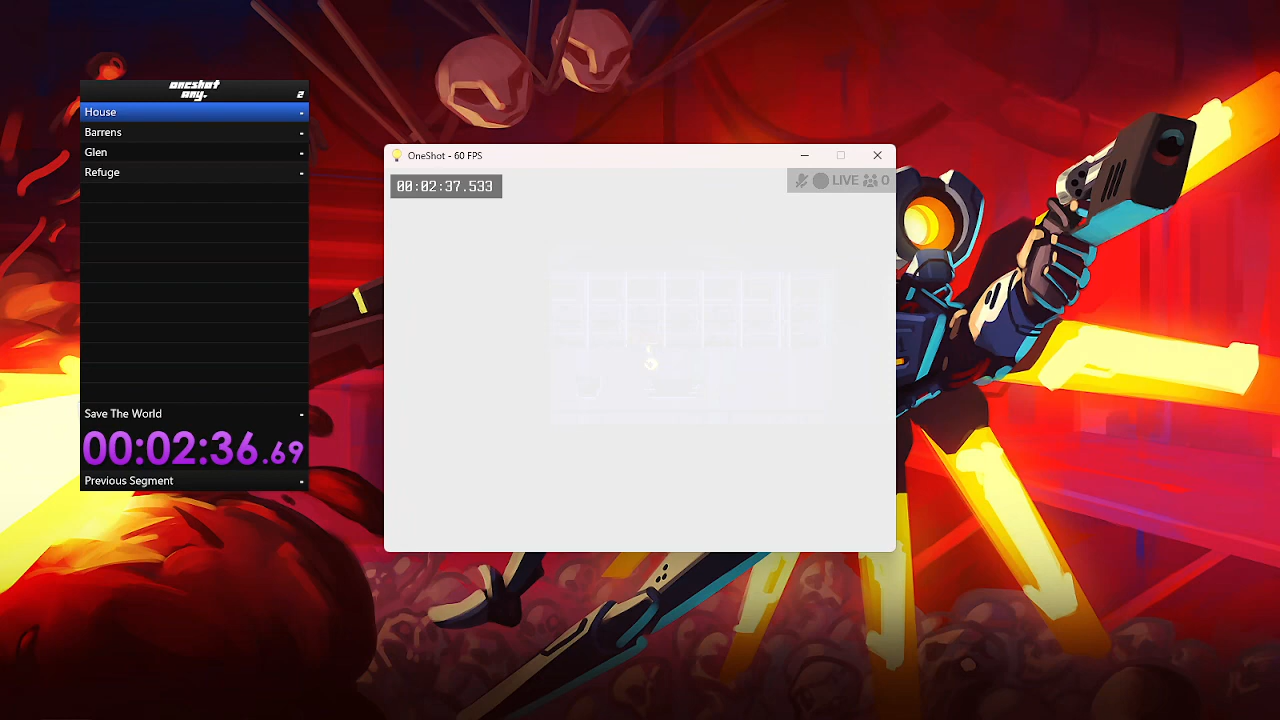 oneshot
any.
2
House -
Barrens -
Glen -
Refuge -
Save The World -
00:02:36.69
Previous Segment -
OneShot - 60 FPS
00:02:37.533
LIVE 0